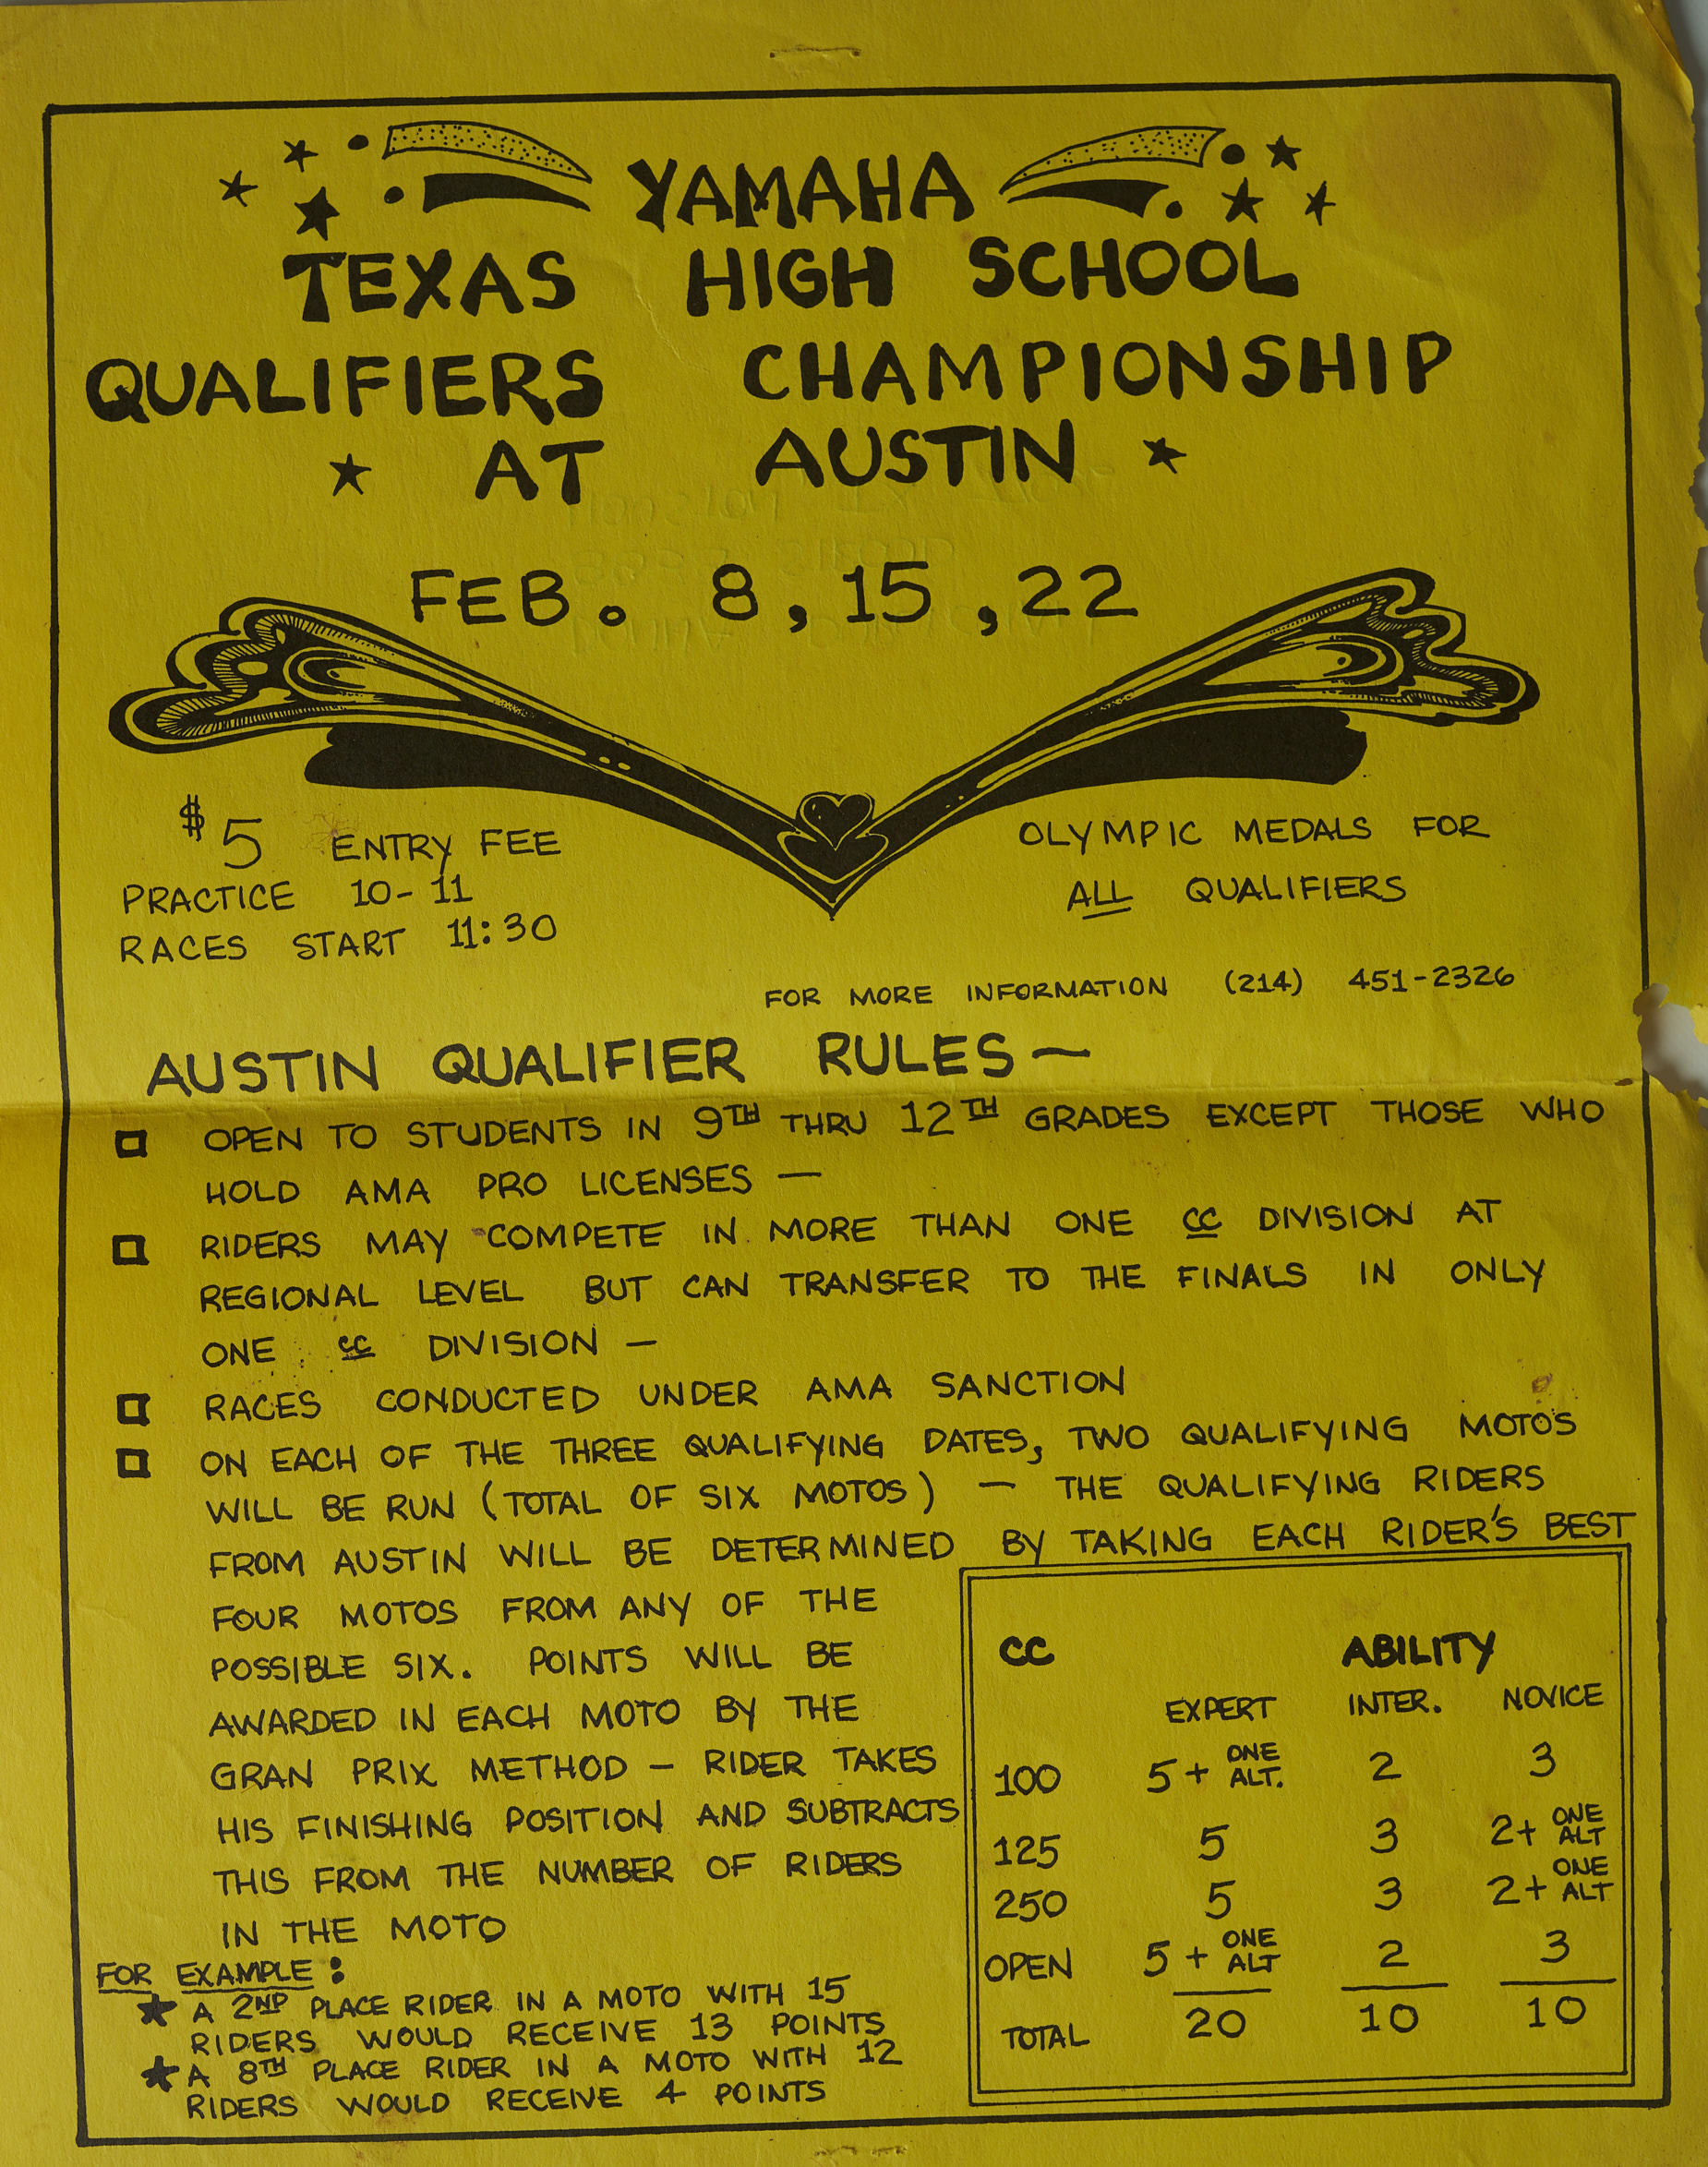 YAMAHA
TEXAS HIGH SCHOOL
QUALIFIERS CHAMPIONSHIP
AT AUSTIN
FEB. 8, 15, 22
$5 ENTRY FEE
PRACTICE 10-11
RACES START 11:30
OLYMPIC MEDALS FOR
ALL QUALIFIERS
FOR MORE INFORMATION (214) 451-2326
AUSTIN QUALIFIER RULES —
OPEN TO STUDENTS IN 9TH THRU 12TH GRADES EXCEPT THOSE WHO
HOLD AMA PRO LICENSES —
RIDERS MAY COMPETE IN MORE THAN ONE CC DIVISION AT
REGIONAL LEVEL BUT CAN TRANSFER TO THE FINALS IN ONLY
ONE CC DIVISION —
RACES CONDUCTED UNDER AMA SANCTION
ON EACH OF THE THREE QUALIFYING DATES, TWO QUALIFYING MOTO'S
WILL BE RUN (TOTAL OF SIX MOTOS) — THE QUALIFYING RIDERS
FROM AUSTIN WILL BE DETERMINED BY TAKING EACH RIDER'S BEST
FOUR MOTOS FROM ANY OF THE
POSSIBLE SIX. POINTS WILL BE
AWARDED IN EACH MOTO BY THE
GRAN PRIX METHOD — RIDER TAKES
HIS FINISHING POSITION AND SUBTRACTS
THIS FROM THE NUMBER OF RIDERS
IN THE MOTO
FOR EXAMPLE:
★ A 2ND PLACE RIDER IN A MOTO WITH 15
RIDERS WOULD RECEIVE 13 POINTS
★ A 8TH PLACE RIDER IN A MOTO WITH 12
RIDERS WOULD RECEIVE 4 POINTS
CC ABILITY
EXPERT INTER. NOVICE
100 5 + ONE ALT. 2 3
125 5 3 2+ ONE ALT
250 5 3 2+ ONE ALT
OPEN 5 + ONE ALT 2 3
TOTAL 20 10 10